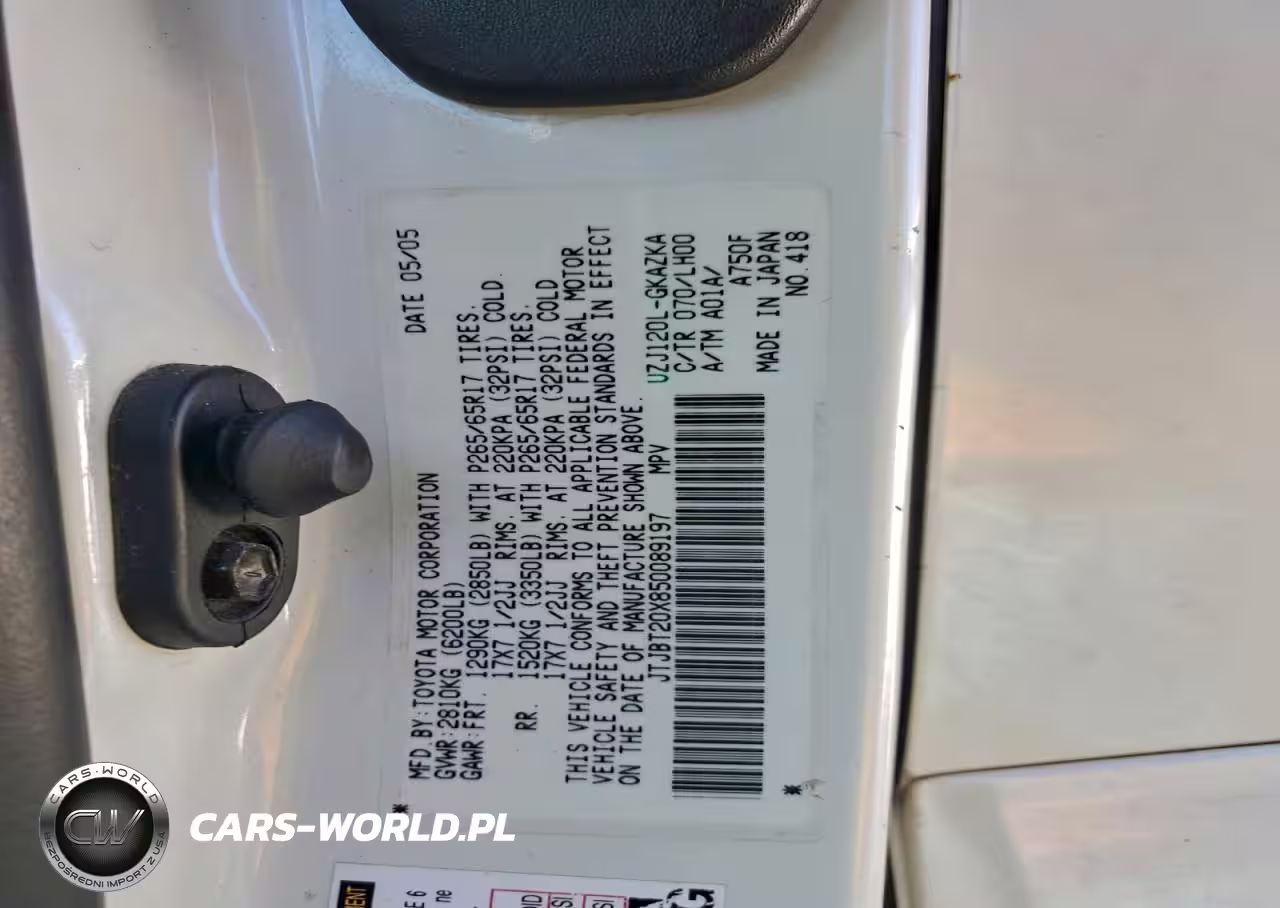 MFD.BY:TOYOTA MOTOR CORPORATION DATE 05/05
GVWR:2810KG (6200LB)
GAWR:FRT. 1290KG (2850LB) WITH P265/65R17 TIRES.
17X7 1/2JJ RIMS. AT 220KPA (32PSI) COLD.
RR. 1520KG (3350LB) WITH P265/65R17 TIRES.
17X7 1/2JJ RIMS. AT 220KPA (32PSI) COLD
THIS VEHICLE CONFORMS TO ALL APPLICABLE FEDERAL MOTOR
VEHICLE SAFETY AND THEFT PREVENTION STANDARDS IN EFFECT
ON THE DATE OF MANUFACTURE SHOWN ABOVE.
JTJBT20X850089197 MPV
UZJ120L-GKAZKA
C/TR 070/LH00
A/TM A01A/
A750F
MADE IN JAPAN
NO.418
CARS-WORLD
CW
BEZPOŚREDNI IMPORT Z USA
CARS-WORLD.PL